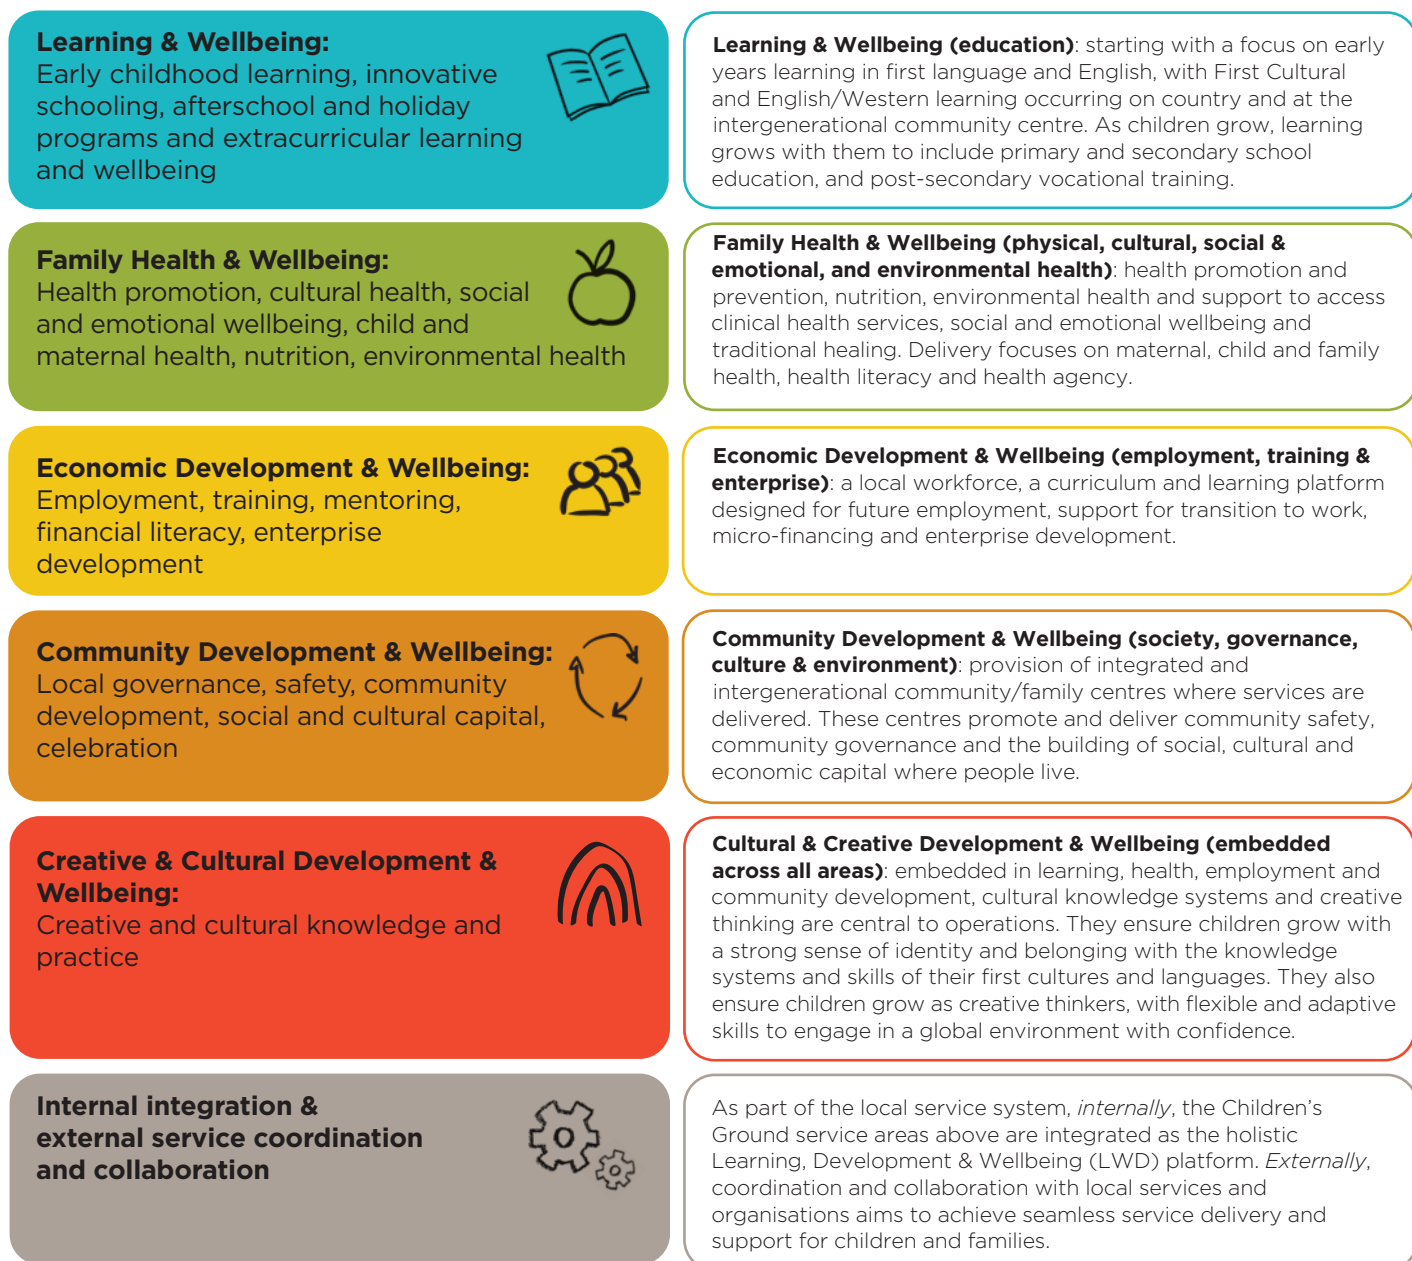 Learning & Wellbeing:
Early childhood learning, innovative
schooling, afterschool and holiday
programs and extracurricular learning
and wellbeing
Learning & Wellbeing (education): starting with a focus on early
years learning in first language and English, with First Cultural
and English/Western learning occurring on country and at the
intergenerational community centre. As children grow, learning
grows with them to include primary and secondary school
education, and post-secondary vocational training.
Family Health & Wellbeing:
Health promotion, cultural health, social
and emotional wellbeing, child and
maternal health, nutrition, environmental health
Family Health & Wellbeing (physical, cultural, social &
emotional, and environmental health): health promotion and
prevention, nutrition, environmental health and support to access
clinical health services, social and emotional wellbeing and
traditional healing. Delivery focuses on maternal, child and family
health, health literacy and health agency.
Economic Development & Wellbeing:
Employment, training, mentoring,
financial literacy, enterprise
development
Economic Development & Wellbeing (employment, training &
enterprise): a local workforce, a curriculum and learning platform
designed for future employment, support for transition to work,
micro-financing and enterprise development.
Community Development & Wellbeing:
Local governance, safety, community
development, social and cultural capital,
celebration
Community Development & Wellbeing (society, governance,
culture & environment): provision of integrated and
intergenerational community/family centres where services are
delivered. These centres promote and deliver community safety,
community governance and the building of social, cultural and
economic capital where people live.
Creative & Cultural Development &
Wellbeing:
Creative and cultural knowledge and
practice
Cultural & Creative Development & Wellbeing (embedded
across all areas): embedded in learning, health, employment and
community development, cultural knowledge systems and creative
thinking are central to operations. They ensure children grow with
a strong sense of identity and belonging with the knowledge
systems and skills of their first cultures and languages. They also
ensure children grow as creative thinkers, with flexible and adaptive
skills to engage in a global environment with confidence.
Internal integration &
external service coordination
and collaboration
As part of the local service system, internally, the Children’s
Ground service areas above are integrated as the holistic
Learning, Development & Wellbeing (LWD) platform. Externally,
coordination and collaboration with local services and
organisations aims to achieve seamless service delivery and
support for children and families.